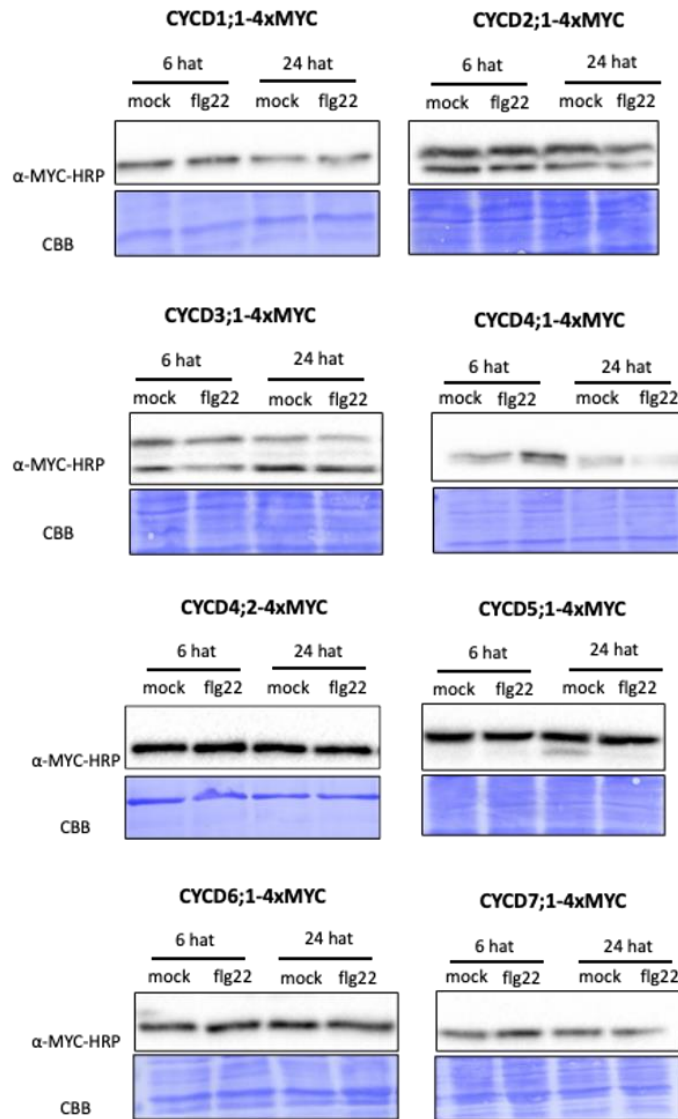 CYCD1;1-4xMYC CYCD2;1-4xMYC
6 hat 24 hat 6 hat 24 hat
mock flg22 mock flg22 mock flg22 mock flg22
α-MYC-HRP
CBB
CYCD3;1-4xMYC CYCD4;1-4xMYC
6 hat 24 hat 6 hat 24 hat
mock flg22 mock flg22 mock flg22 mock flg22
α-MYC-HRP
CBB
CYCD4;2-4xMYC CYCD5;1-4xMYC
6 hat 24 hat 6 hat 24 hat
mock flg22 mock flg22 mock flg22 mock flg22
α-MYC-HRP
CBB
CYCD6;1-4xMYC CYCD7;1-4xMYC
6 hat 24 hat 6 hat 24 hat
mock flg22 mock flg22 mock flg22 mock flg22
α-MYC-HRP
CBB